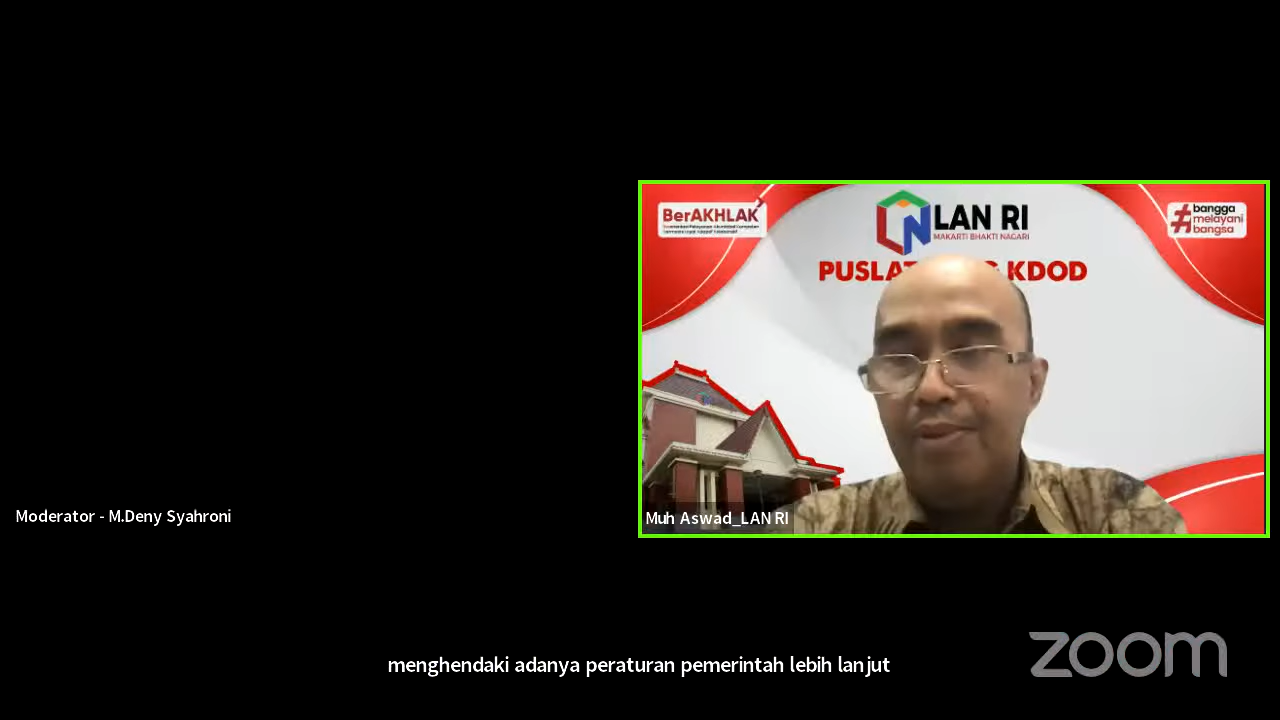 BerAKHLAK
LAN RI
MAKARTI BHAKTI NAGARI
#bangga
melayani
bangsa
KDOD
Moderator - M.Deny Syahroni
Muh Aswad_LAN RI
menghendaki adanya peraturan pemerintah lebih lanjut
zoom